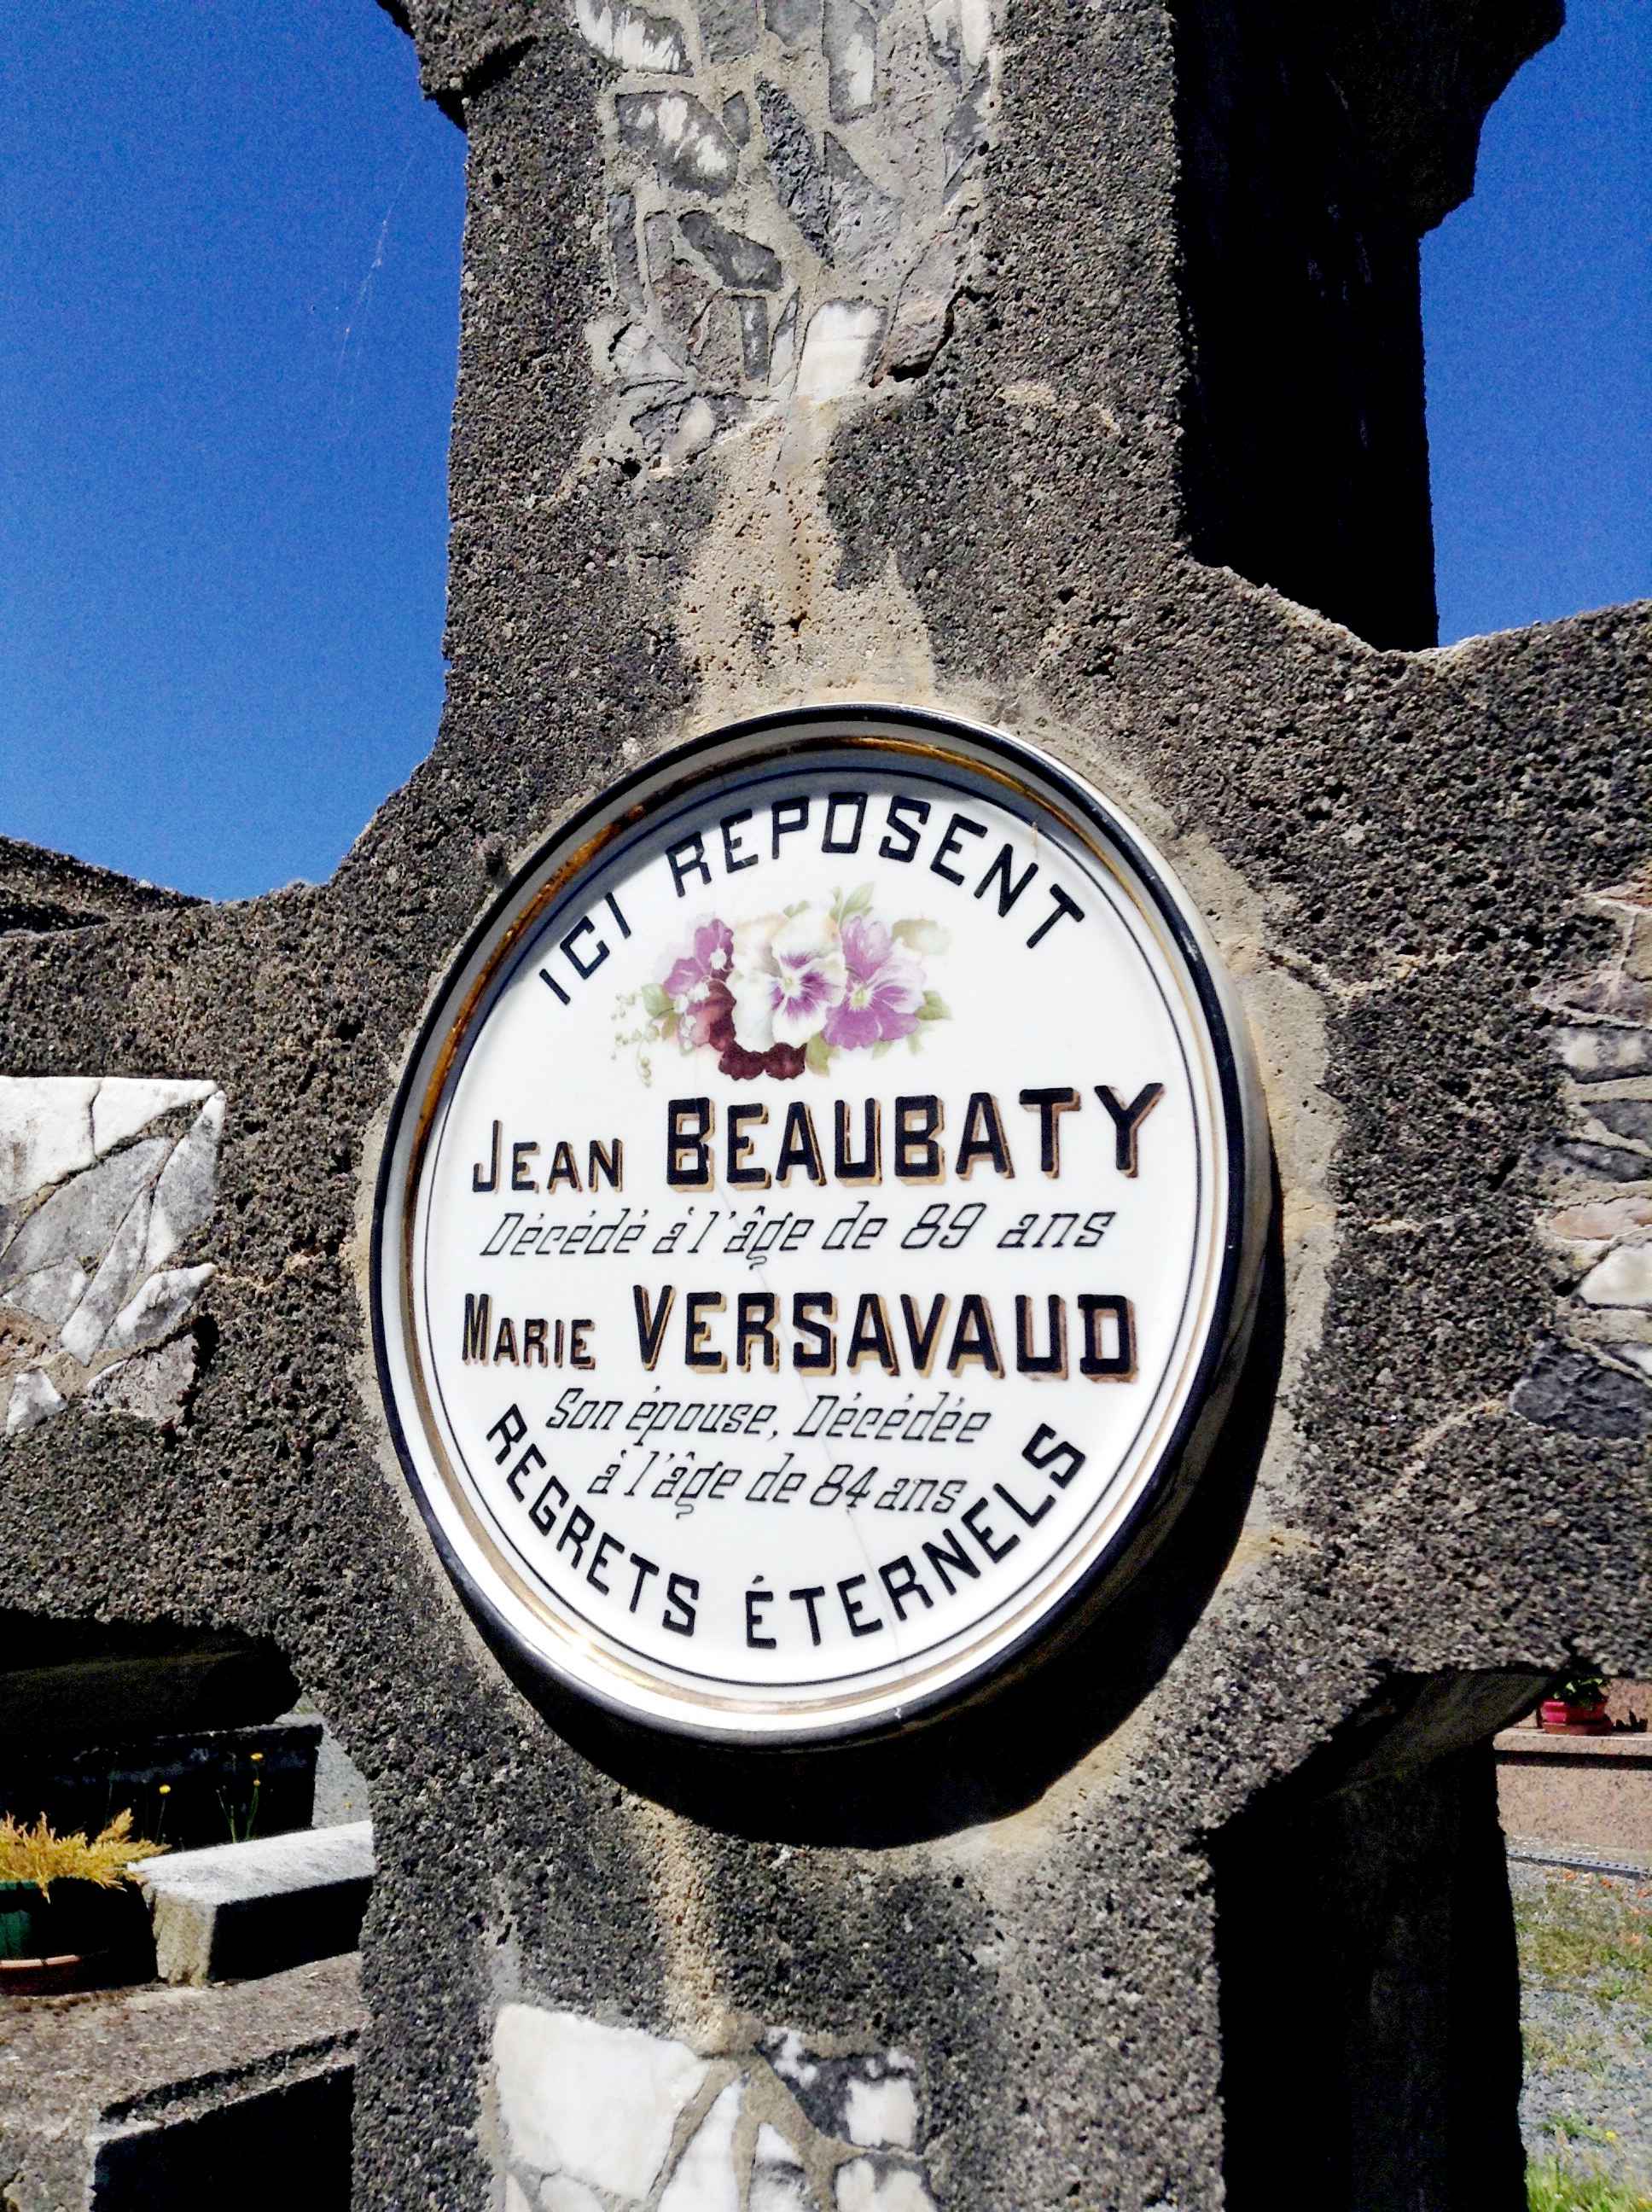 ICI REPOSENT
JEAN BEAUBATY
Décédé à l'âge de 89 ans
MARIE VERSAVAUD
Son épouse, Décédée
à l'âge de 84 ans
REGRETS ÉTERNELS